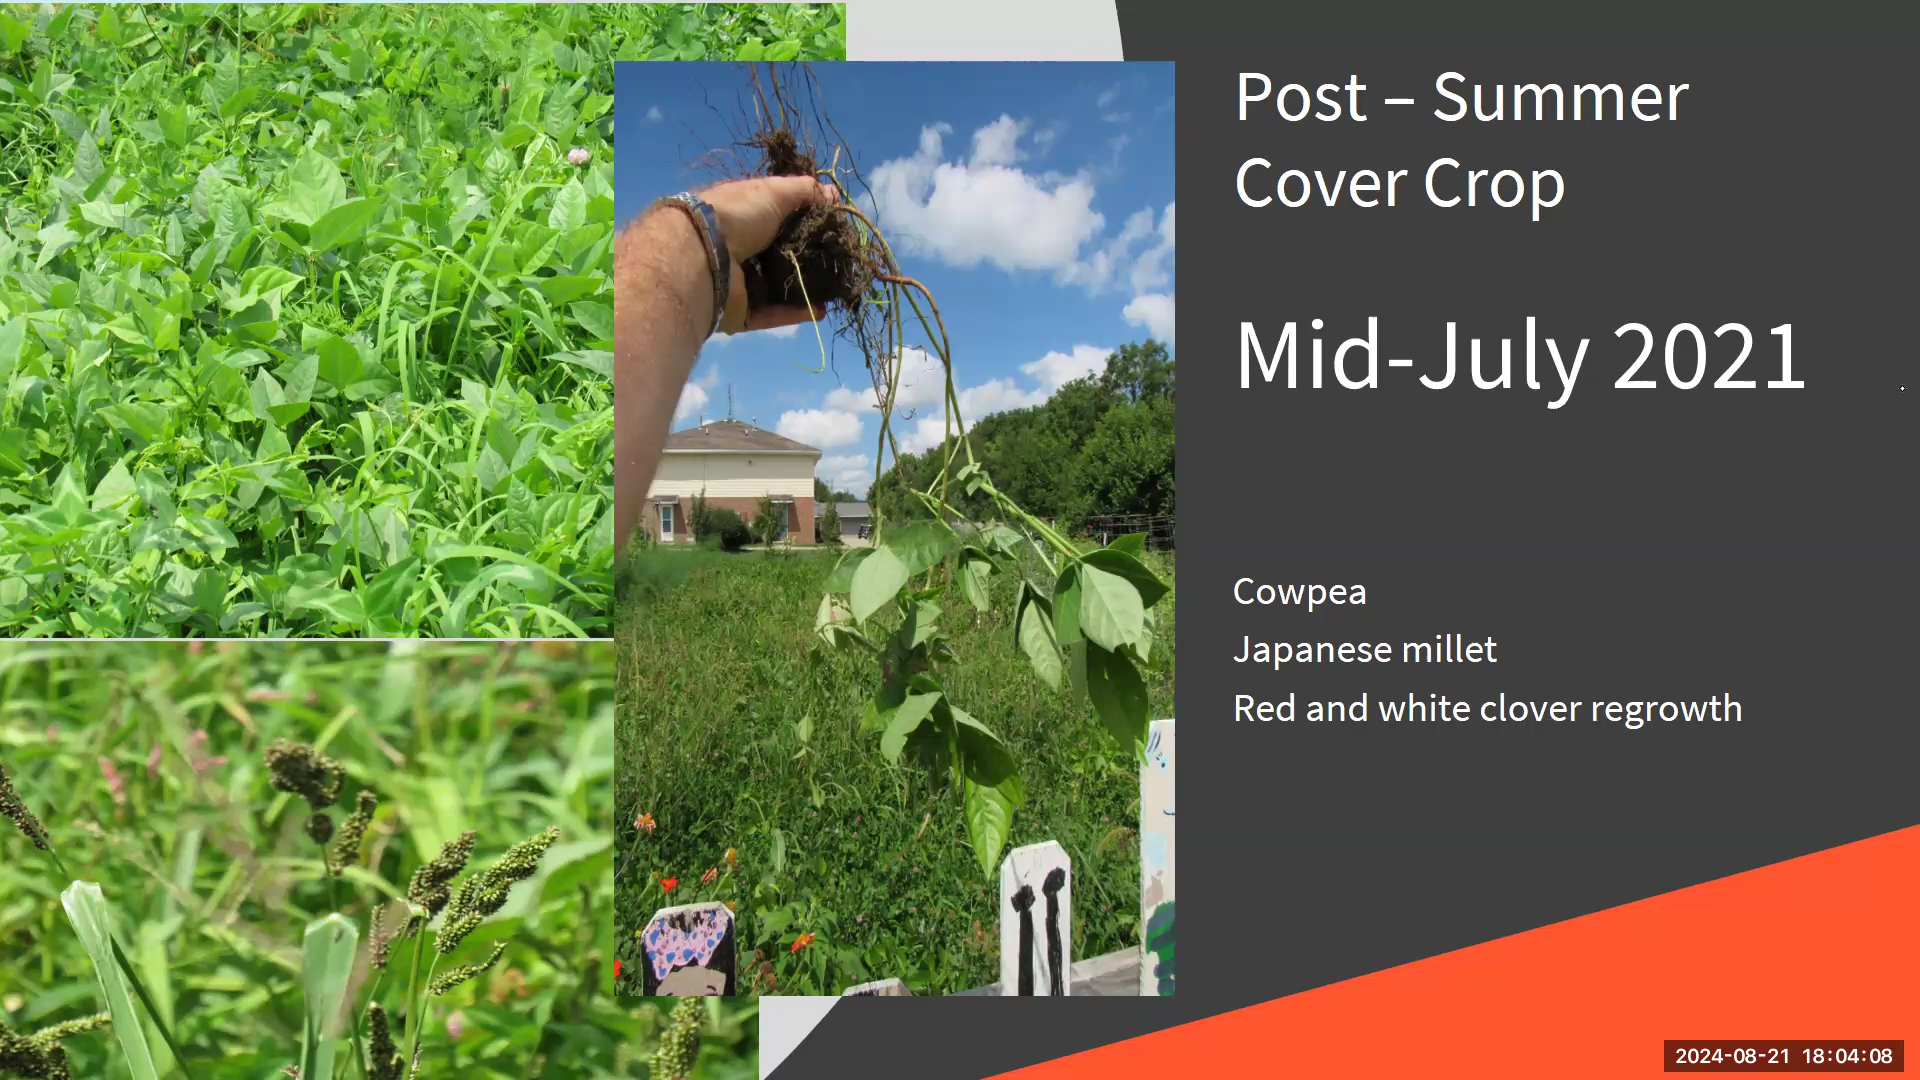 Post – Summer
Cover Crop
Mid-July 2021
Cowpea
Japanese millet
Red and white clover regrowth
2024-08-21 18:04:08